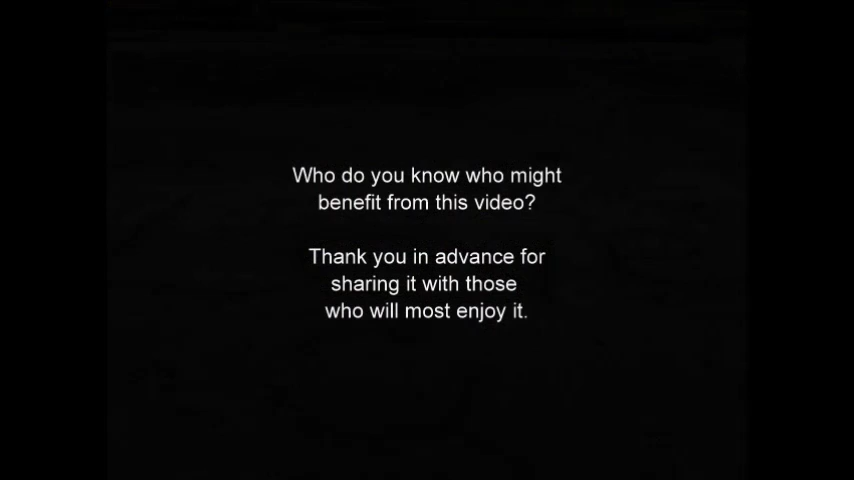 Who do you know who might
benefit from this video?
Thank you in advance for
sharing it with those
who will most enjoy it.